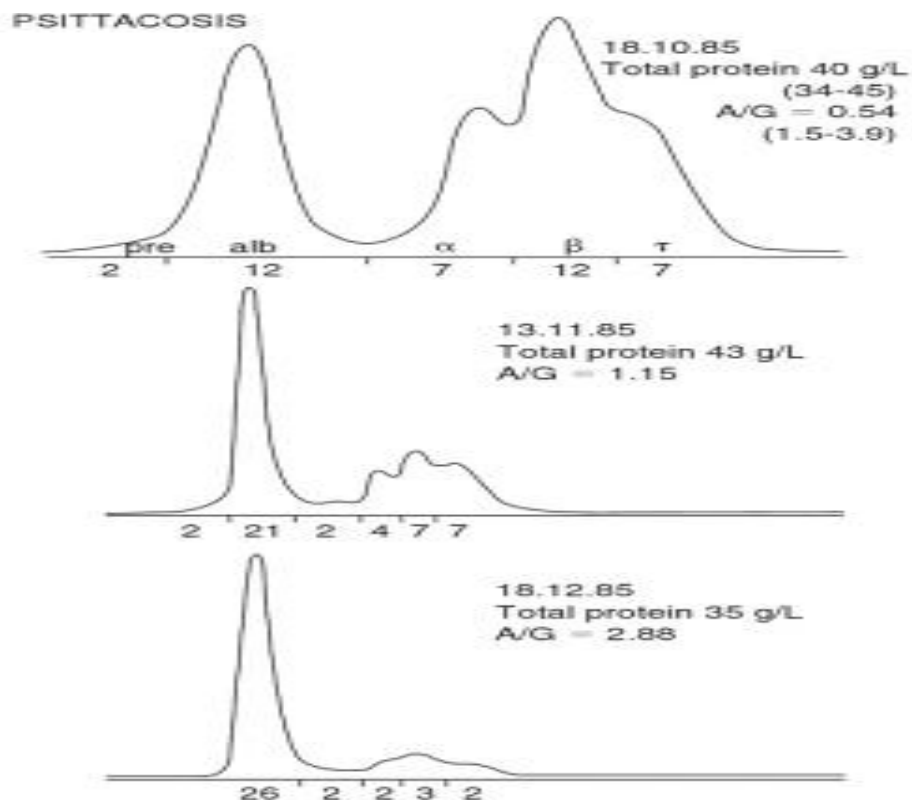 PSITTACOSIS
18.10.85
Total protein 40 g/L
(34-45)
A/G = 0.54
(1.5-3.9)
pre alb α β τ
2 12 7 12 7
13.11.85
Total protein 43 g/L
A/G = 1.15
2 21 2 4 7 7
18.12.85
Total protein 35 g/L
A/G = 2.88
26 2 2 3 2